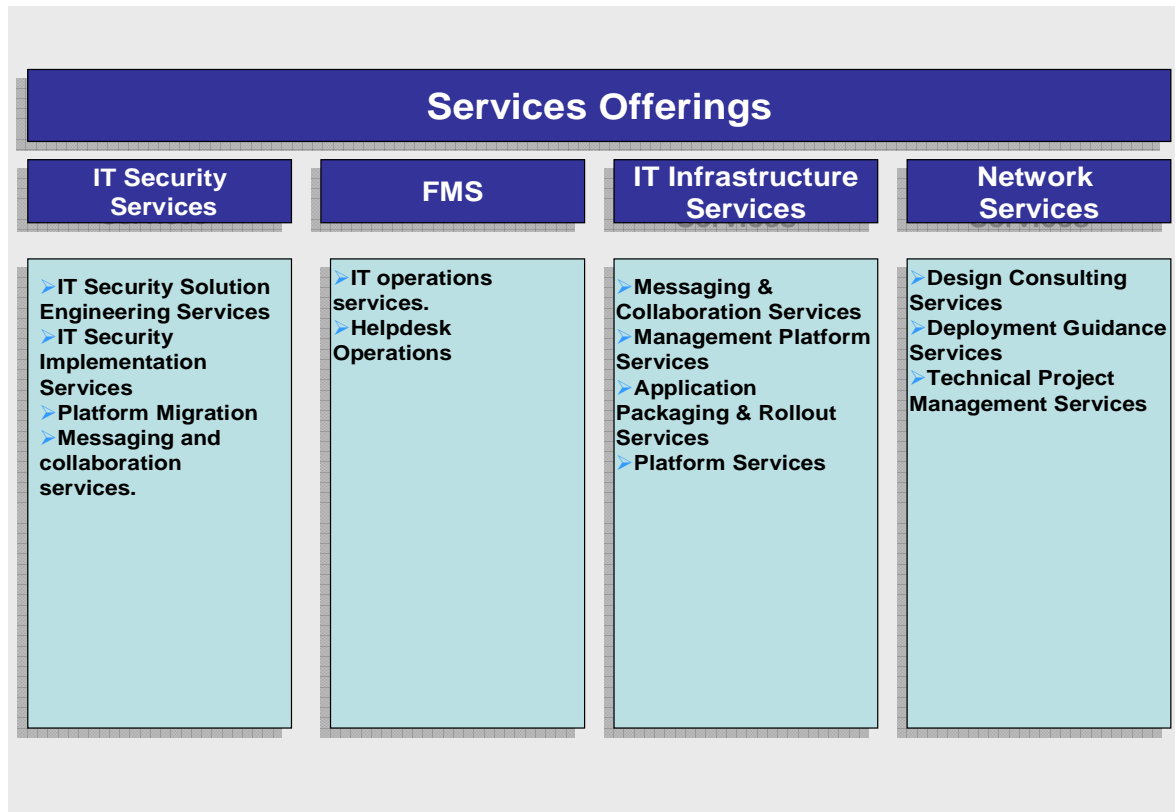 Services Offerings
IT Security
Services
FMS
IT Infrastructure
Services
Network
Services
➢IT Security Solution
Engineering Services
➢IT Security
Implementation
Services
➢Platform Migration
➢Messaging and
collaboration
services.
➢IT operations
services.
➢Helpdesk
Operations
➢Messaging &
Collaboration Services
➢Management Platform
Services
➢Application
Packaging & Rollout
Services
➢Platform Services
➢Design Consulting
Services
➢Deployment Guidance
Services
➢Technical Project
Management Services